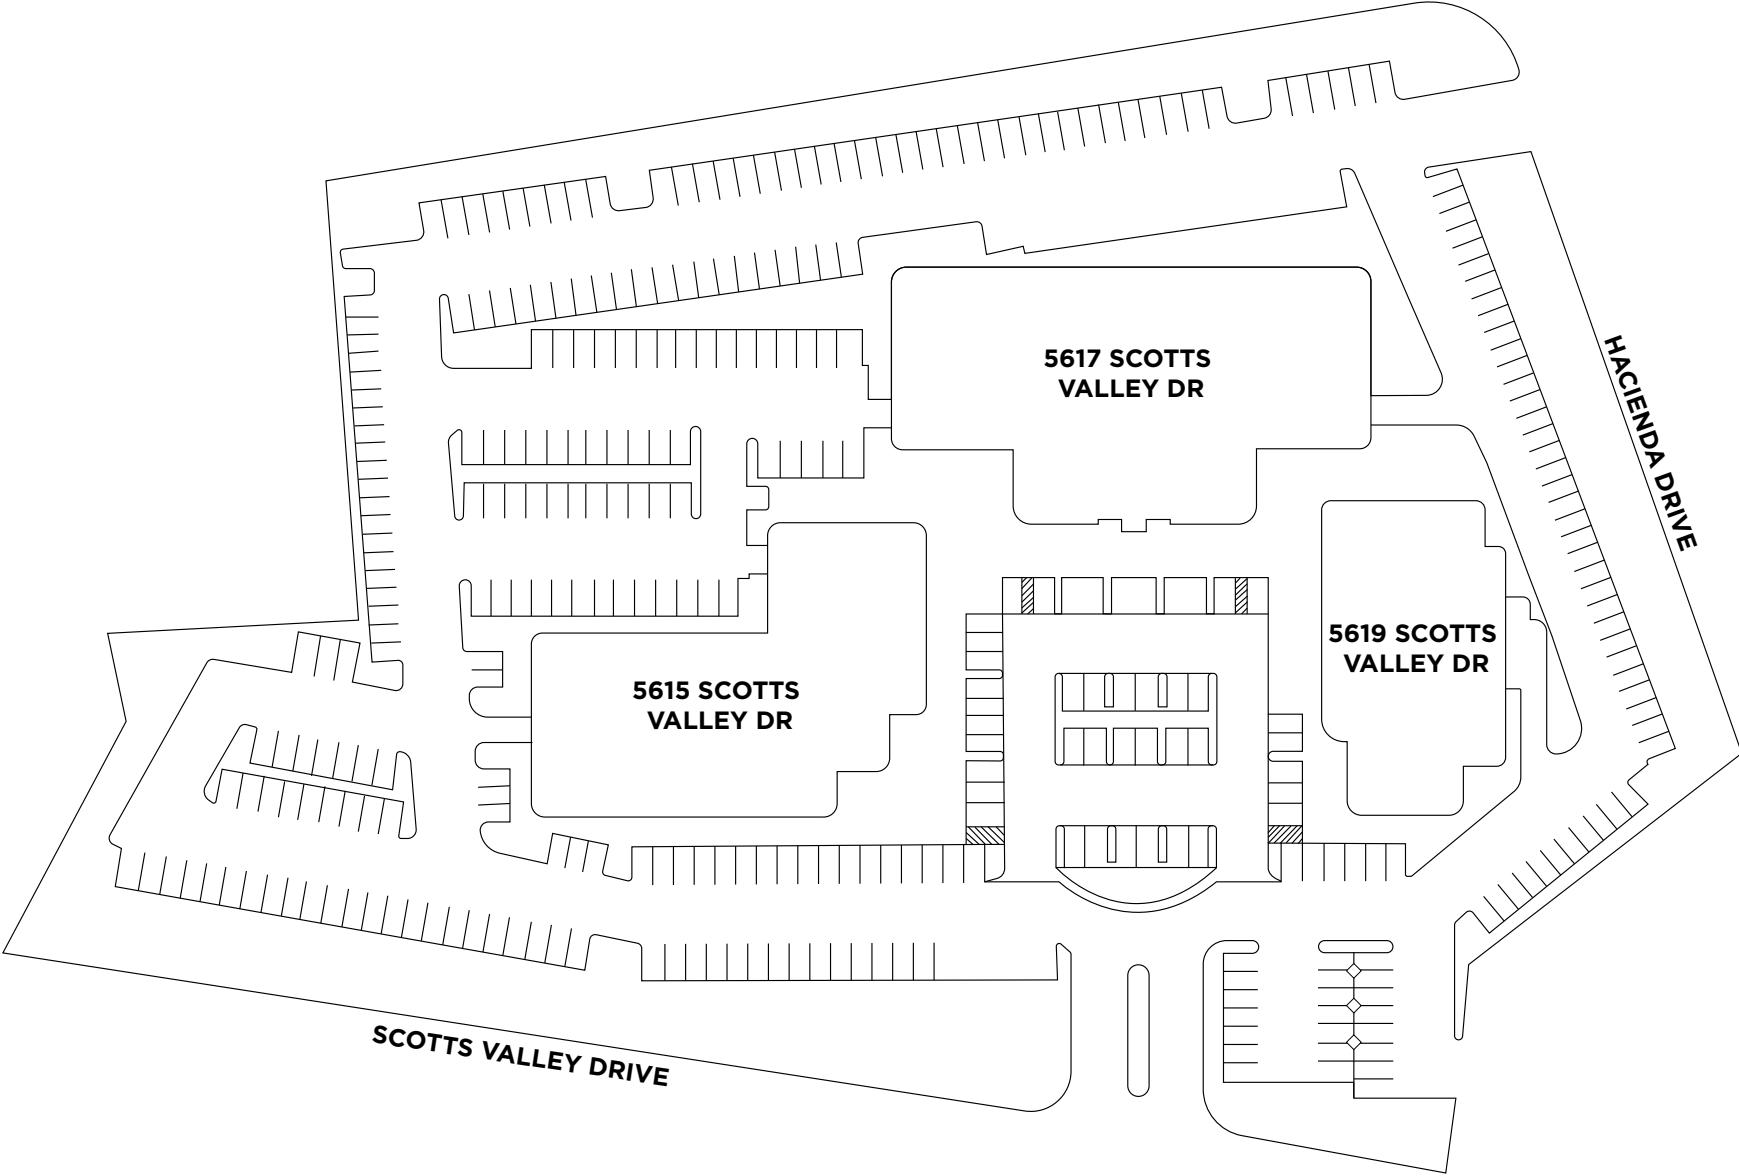 5617 SCOTTS
VALLEY DR
HACIENDA DRIVE
5619 SCOTTS
VALLEY DR
5615 SCOTTS
VALLEY DR
SCOTTS VALLEY DRIVE